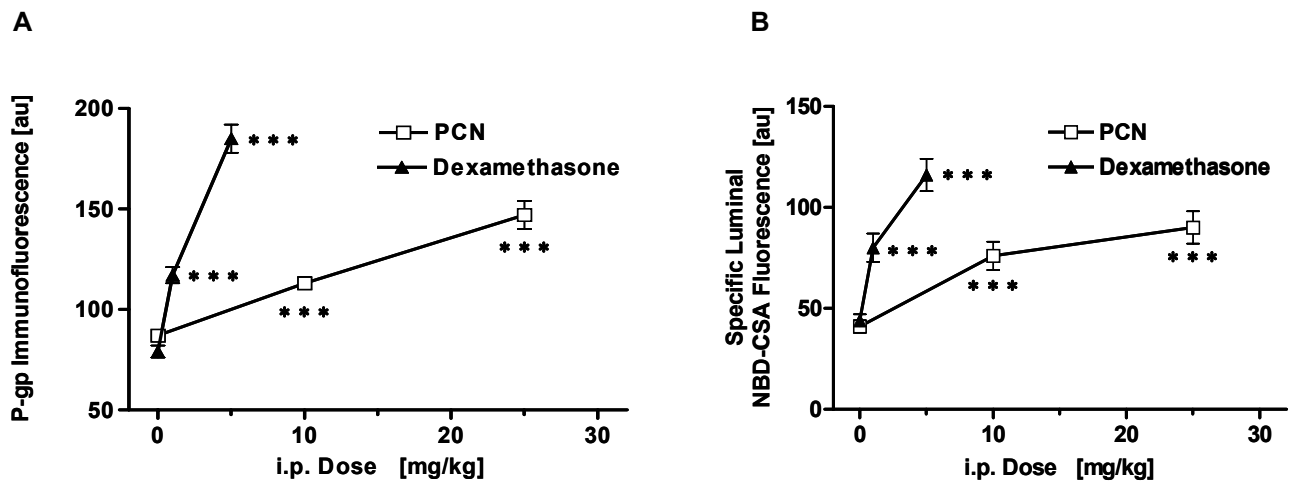 A
P-gp Immunofluorescence [au]
200
150
100
50
PCN
Dexamethasone
***
***
***
***
0
10
20
30
i.p. Dose [mg/kg]
B
Specific Luminal
NBD-CSA Fluorescence [au]
150
100
50
0
PCN
Dexamethasone
***
***
***
***
0
10
20
30
i.p. Dose [mg/kg]